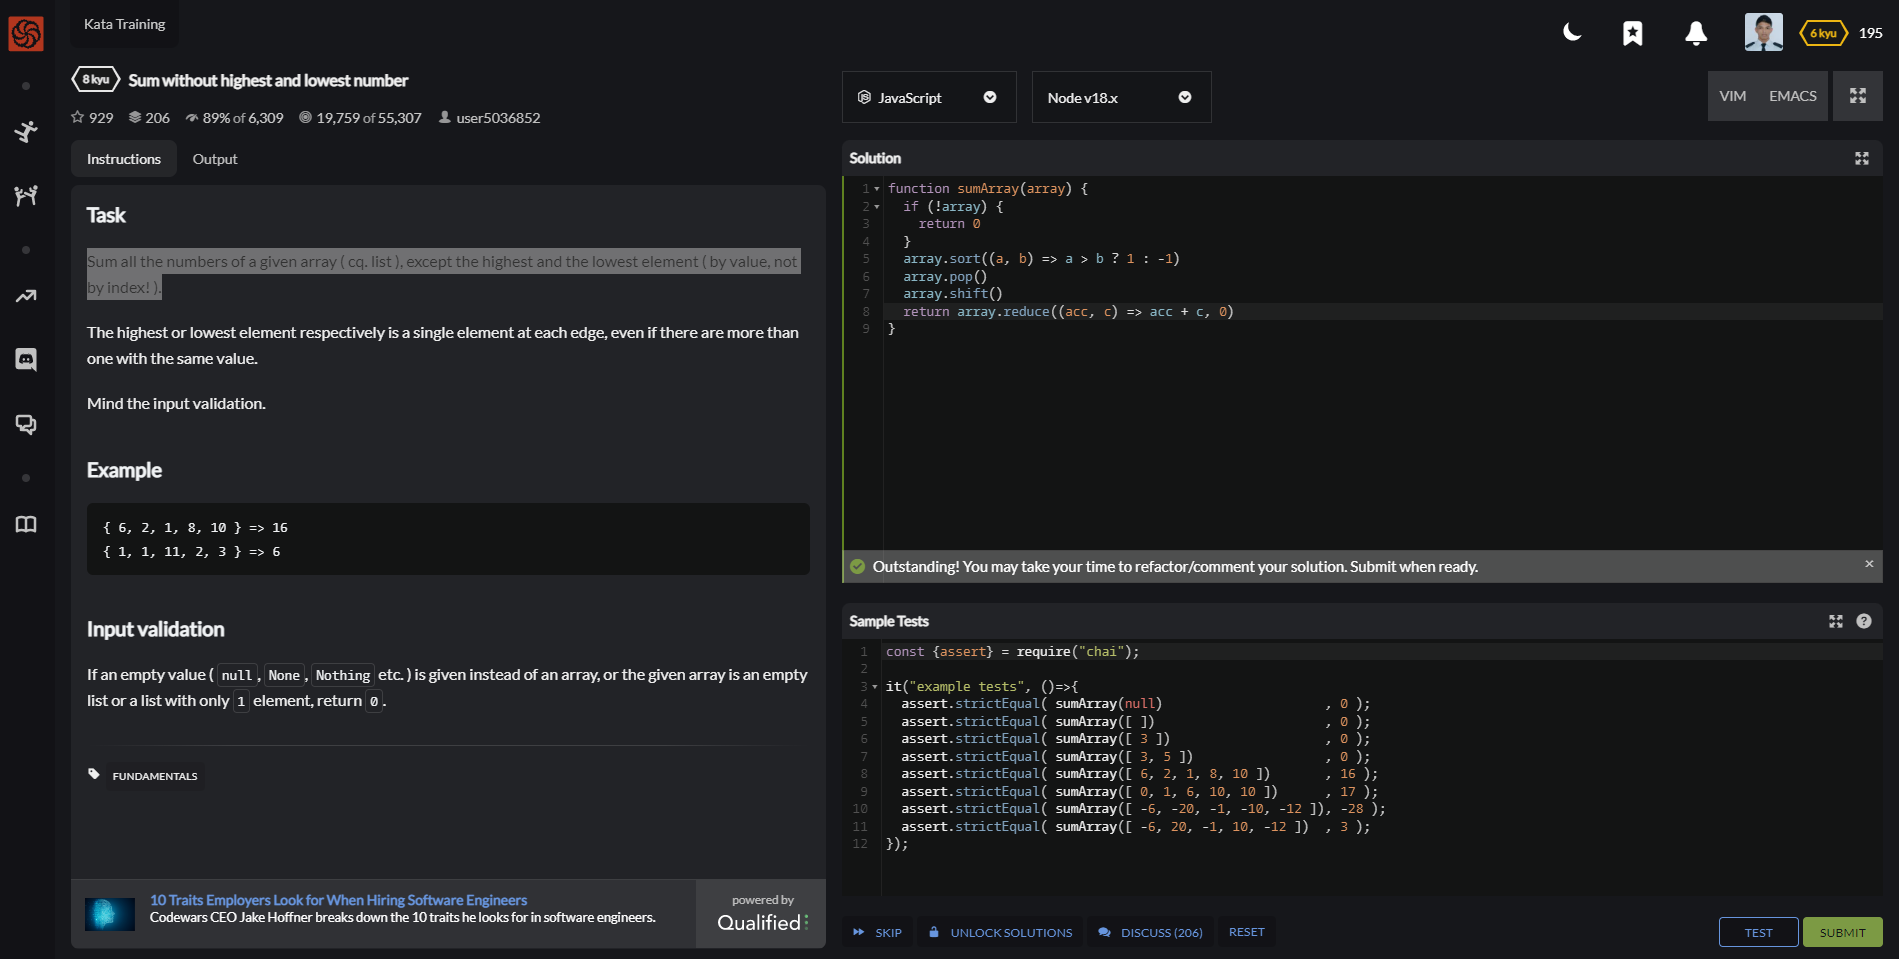 Kata Training
6 kyu 195
8 kyu Sum without highest and lowest number
929 206 89% of 6,309 19,759 of 55,307 user5036852
Instructions Output
Task
Sum all the numbers of a given array ( cq. list ), except the highest and the lowest element ( by value, not
by index! ).
The highest or lowest element respectively is a single element at each edge, even if there are more than
one with the same value.
Mind the input validation.
Example
{ 6, 2, 1, 8, 10 } => 16
{ 1, 1, 11, 2, 3 } => 6
Input validation
If an empty value ( null, None, Nothing etc. ) is given instead of an array, or the given array is an empty
list or a list with only 1 element, return 0.
FUNDAMENTALS
10 Traits Employers Look for When Hiring Software Engineers
Codewars CEO Jake Hoffner breaks down the 10 traits he looks for in software engineers.
powered by
Qualified
JavaScript Node v18.x VIM EMACS
Solution
1 function sumArray(array) {
2 if (!array) {
3 return 0
4 }
5 array.sort((a, b) => a > b ? 1 : -1)
6 array.pop()
7 array.shift()
8 return array.reduce((acc, c) => acc + c, 0)
9 }
Outstanding! You may take your time to refactor/comment your solution. Submit when ready. ×
Sample Tests ?
1 const {assert} = require("chai");
2
3 it("example tests", ()=>{
4 assert.strictEqual( sumArray(null) , 0 );
5 assert.strictEqual( sumArray([ ]) , 0 );
6 assert.strictEqual( sumArray([ 3 ]) , 0 );
7 assert.strictEqual( sumArray([ 3, 5 ]) , 0 );
8 assert.strictEqual( sumArray([ 6, 2, 1, 8, 10 ]) , 16 );
9 assert.strictEqual( sumArray([ 0, 1, 6, 10, 10 ]) , 17 );
10 assert.strictEqual( sumArray([ -6, -20, -1, -10, -12 ]), -28 );
11 assert.strictEqual( sumArray([ -6, 20, -1, 10, -12 ]) , 3 );
12 });
SKIP UNLOCK SOLUTIONS DISCUSS (206) RESET TEST SUBMIT